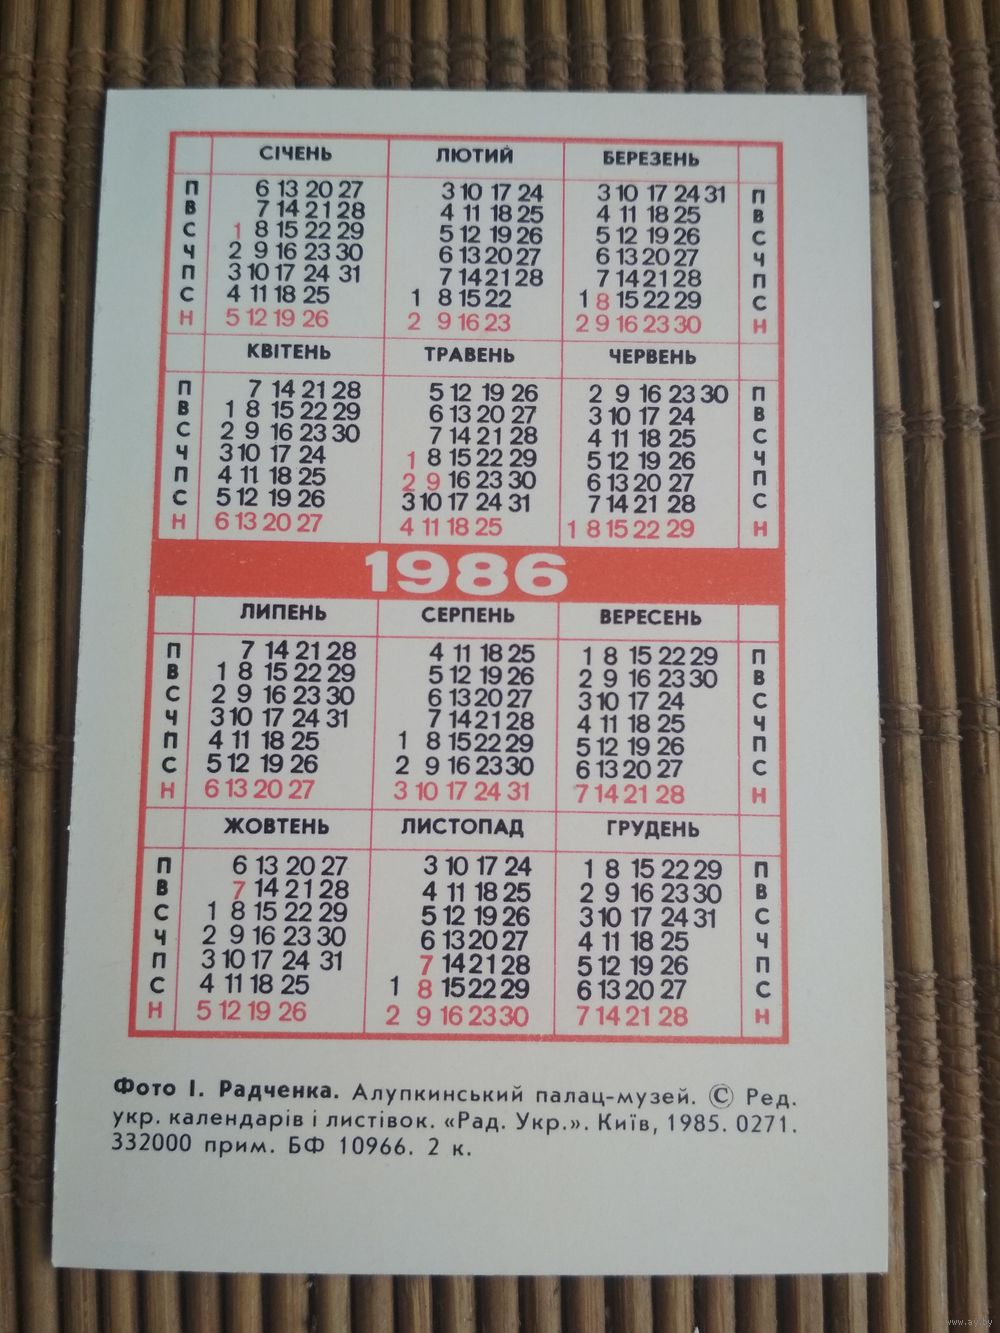 СІЧЕНЬ ЛЮТИЙ БЕРЕЗЕНЬ
П 6 13 20 27 3 10 17 24 3 10 17 24 31 П
В 7 14 21 28 4 11 18 25 4 11 18 25 В
С 1 8 15 22 29 5 12 19 26 5 12 19 26 С
Ч 2 9 16 23 30 6 13 20 27 6 13 20 27 Ч
П 3 10 17 24 31 7 14 21 28 7 14 21 28 П
С 4 11 18 25 1 8 15 22 1 8 15 22 29 С
Н 5 12 19 26 2 9 16 23 2 9 16 23 30 Н
КВІТЕНЬ ТРАВЕНЬ ЧЕРВЕНЬ
П 7 14 21 28 5 12 19 26 2 9 16 23 30 П
В 1 8 15 22 29 6 13 20 27 3 10 17 24 В
С 2 9 16 23 30 7 14 21 28 4 11 18 25 С
Ч 3 10 17 24 1 8 15 22 29 5 12 19 26 Ч
П 4 11 18 25 2 9 16 23 30 6 13 20 27 П
С 5 12 19 26 3 10 17 24 31 7 14 21 28 С
Н 6 13 20 27 4 11 18 25 1 8 15 22 29 Н
1986
ЛИПЕНЬ СЕРПЕНЬ ВЕРЕСЕНЬ
П 7 14 21 28 4 11 18 25 1 8 15 22 29 П
В 1 8 15 22 29 5 12 19 26 2 9 16 23 30 В
С 2 9 16 23 30 6 13 20 27 3 10 17 24 С
Ч 3 10 17 24 31 7 14 21 28 4 11 18 25 Ч
П 4 11 18 25 1 8 15 22 29 5 12 19 26 П
С 5 12 19 26 2 9 16 23 30 6 13 20 27 С
Н 6 13 20 27 3 10 17 24 31 7 14 21 28 Н
ЖОВТЕНЬ ЛИСТОПАД ГРУДЕНЬ
П 6 13 20 27 3 10 17 24 1 8 15 22 29 П
В 7 14 21 28 4 11 18 25 2 9 16 23 30 В
С 1 8 15 22 29 5 12 19 26 3 10 17 24 31 С
Ч 2 9 16 23 30 6 13 20 27 4 11 18 25 Ч
П 3 10 17 24 31 7 14 21 28 5 12 19 26 П
С 4 11 18 25 1 8 15 22 29 6 13 20 27 С
Н 5 12 19 26 2 9 16 23 30 7 14 21 28 Н
Фото І. Радченка. Алупкинський палац-музей. © Ред.
укр. календарів і листівок. «Рад. Укр.». Київ, 1985. 0271.
332000 прим. БФ 10966. 2 к.
www.ay.by